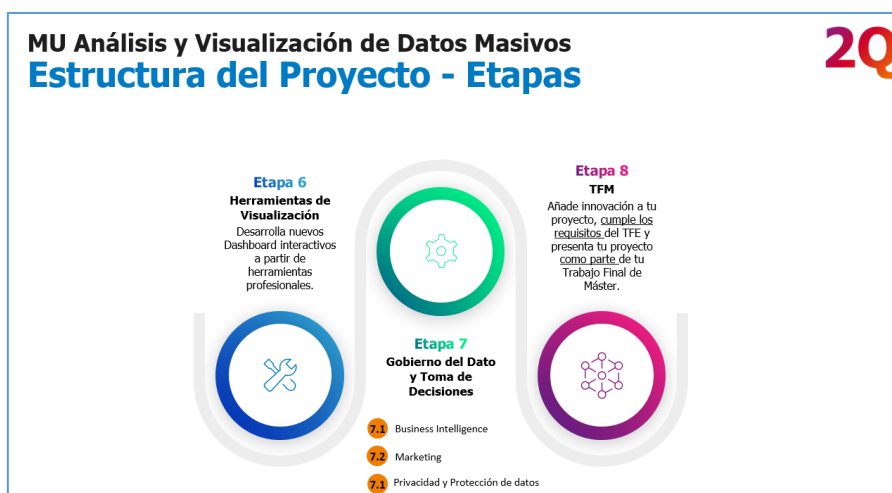 MU Análisis y Visualización de Datos Masivos
2Q
Estructura del Proyecto - Etapas
Etapa 6
Herramientas de
Visualización
Desarrolla nuevos
Dashboard interactivos
a partir de
herramientas
profesionales.
Etapa 7
Gobierno del Dato
y Toma de
Decisiones
7.1 Business Intelligence
7.2 Marketing
7.1 Privacidad y Protección de datos
Etapa 8
TFM
Añade innovación a tu
proyecto, cumple los
requisitos del TFE y
presenta tu proyecto
como parte de tu
Trabajo Final de
Máster.